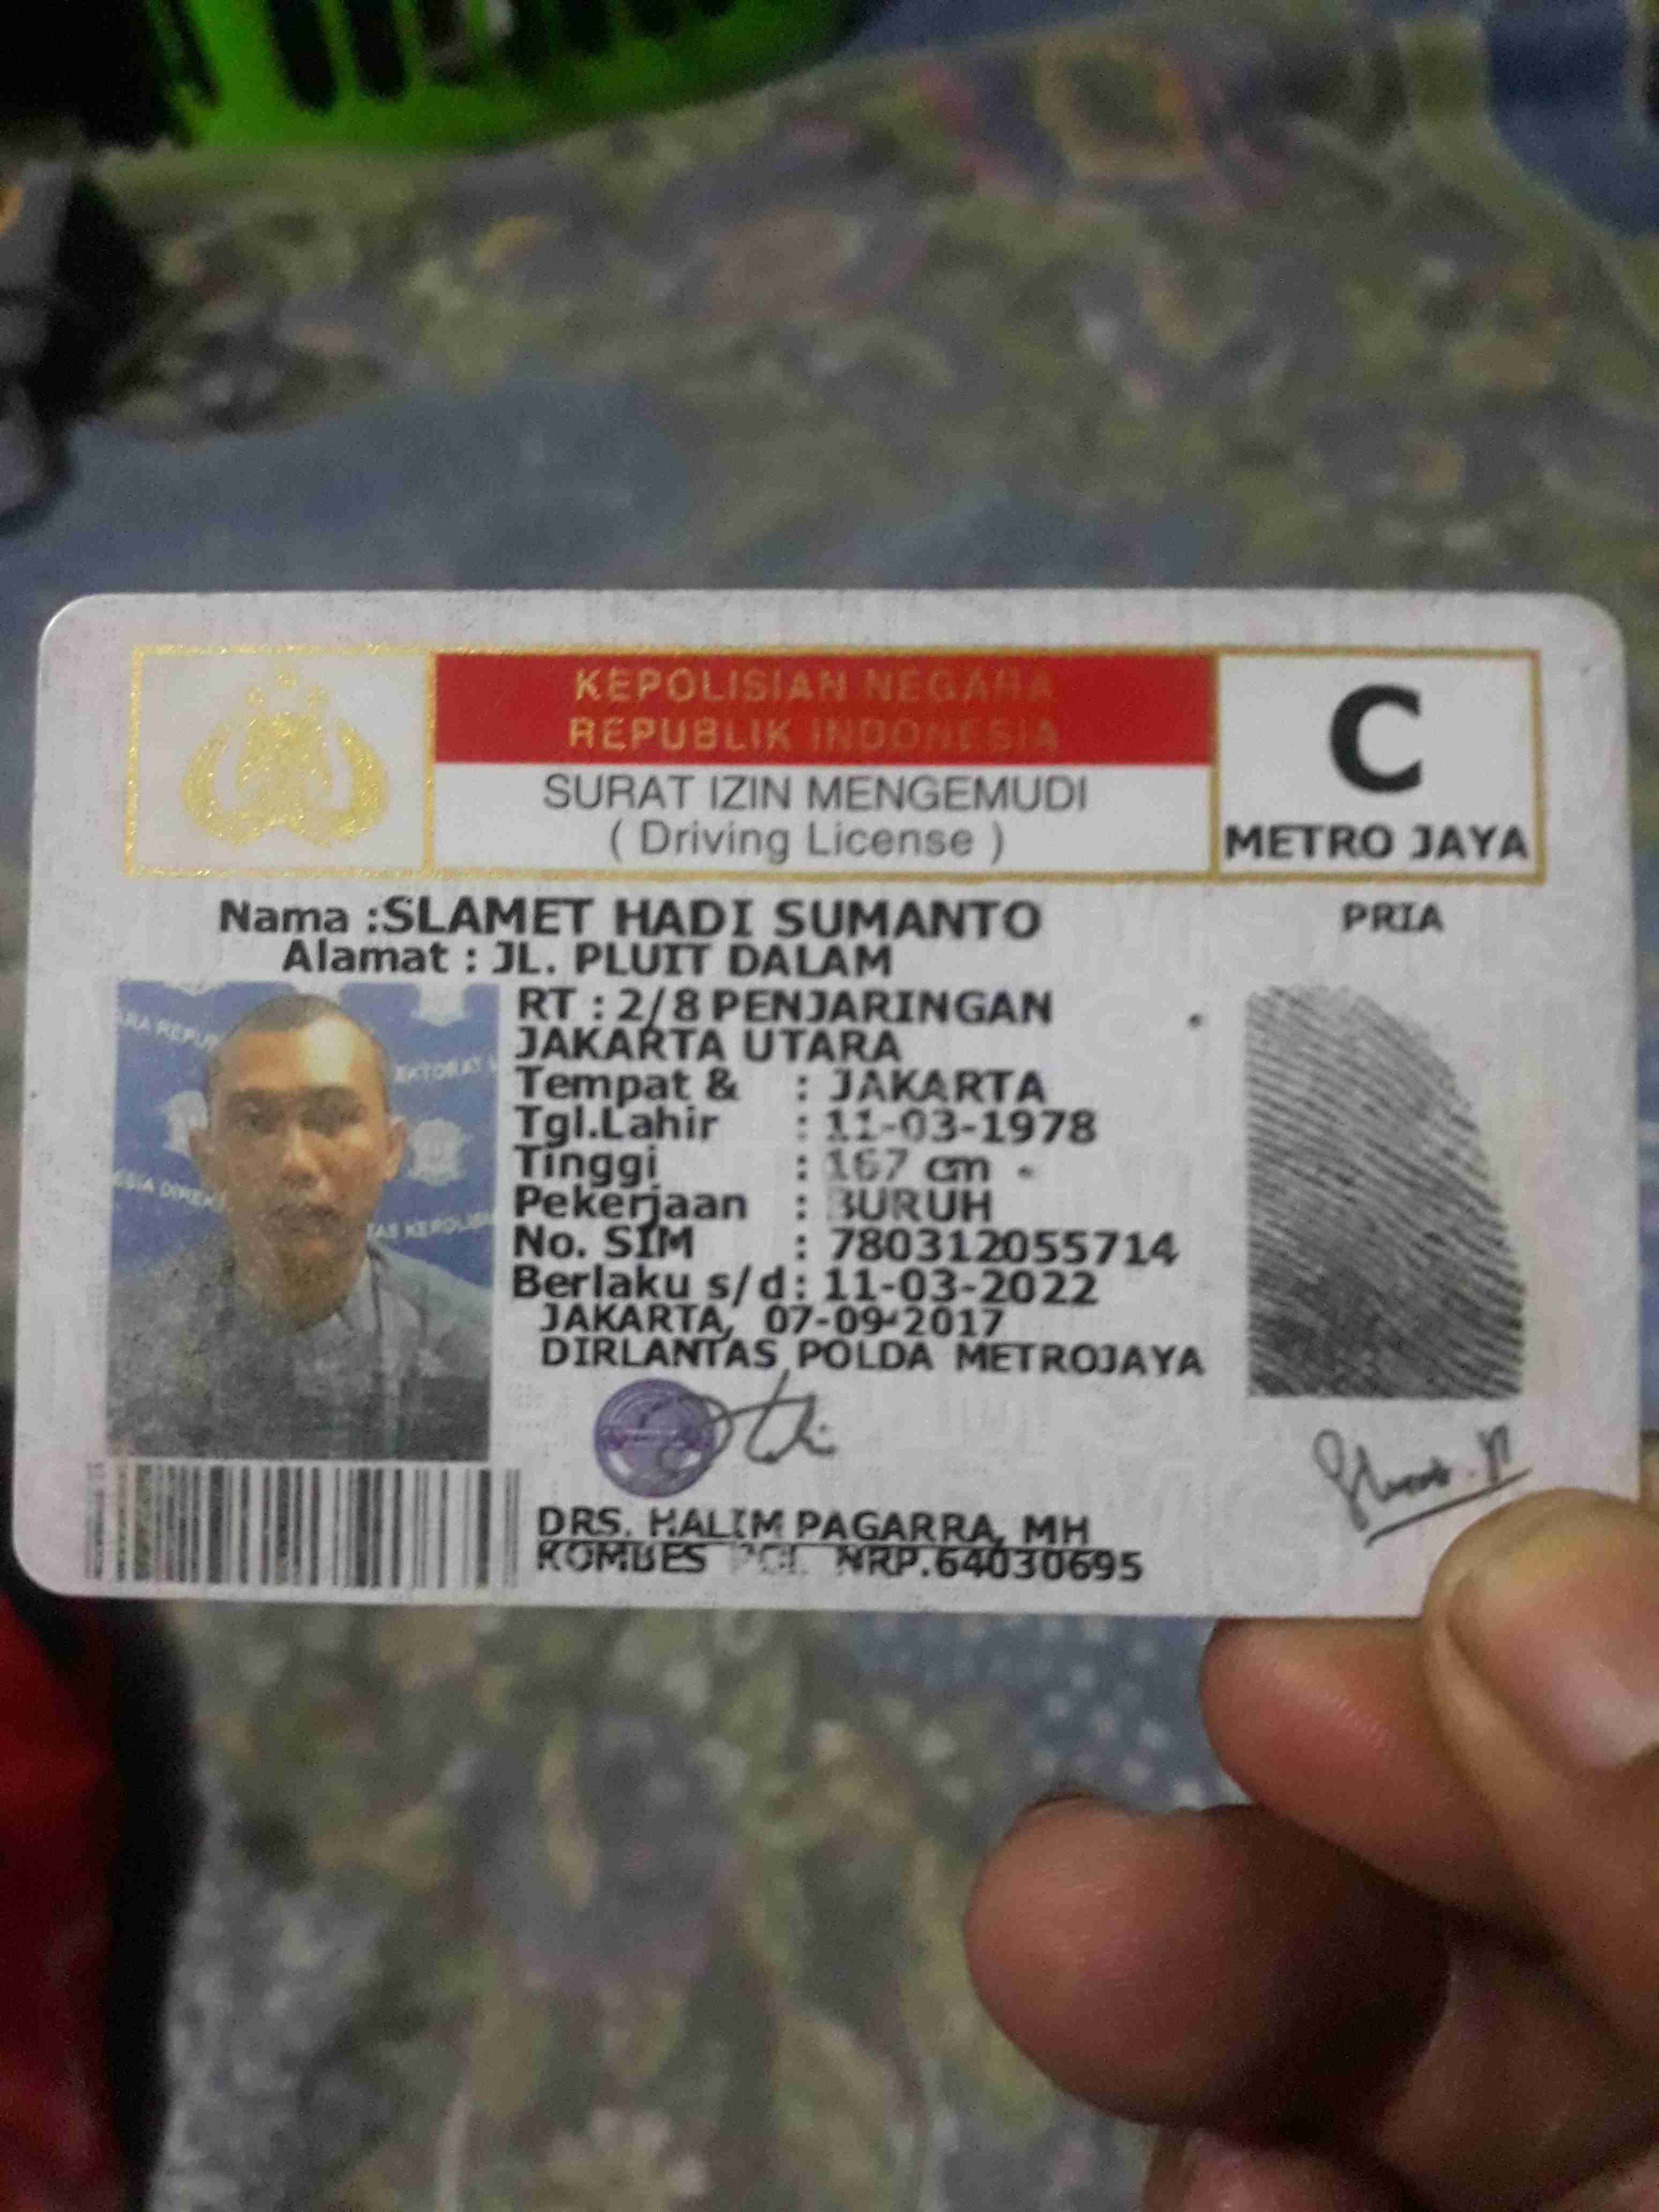 KEPOLISIAN NEGARA
REPUBLIK INDONESIA
SURAT IZIN MENGEMUDI
( Driving License )
C
METRO JAYA
Nama :SLAMET HADI SUMANTO
PRIA
Alamat : JL. PLUIT DALAM
RT : 2/8 PENJARINGAN
JAKARTA UTARA
Tempat & : JAKARTA
Tgl.Lahir : 11-03-1978
Tinggi : 167 cm
Pekerjaan : BURUH
No. SIM : 780312055714
Berlaku s/d : 11-03-2022
JAKARTA, 07-09-2017
DIRLANTAS POLDA METROJAYA
DRS. HALIM PAGARRA, MH
KOMBES POL NRP.64030695